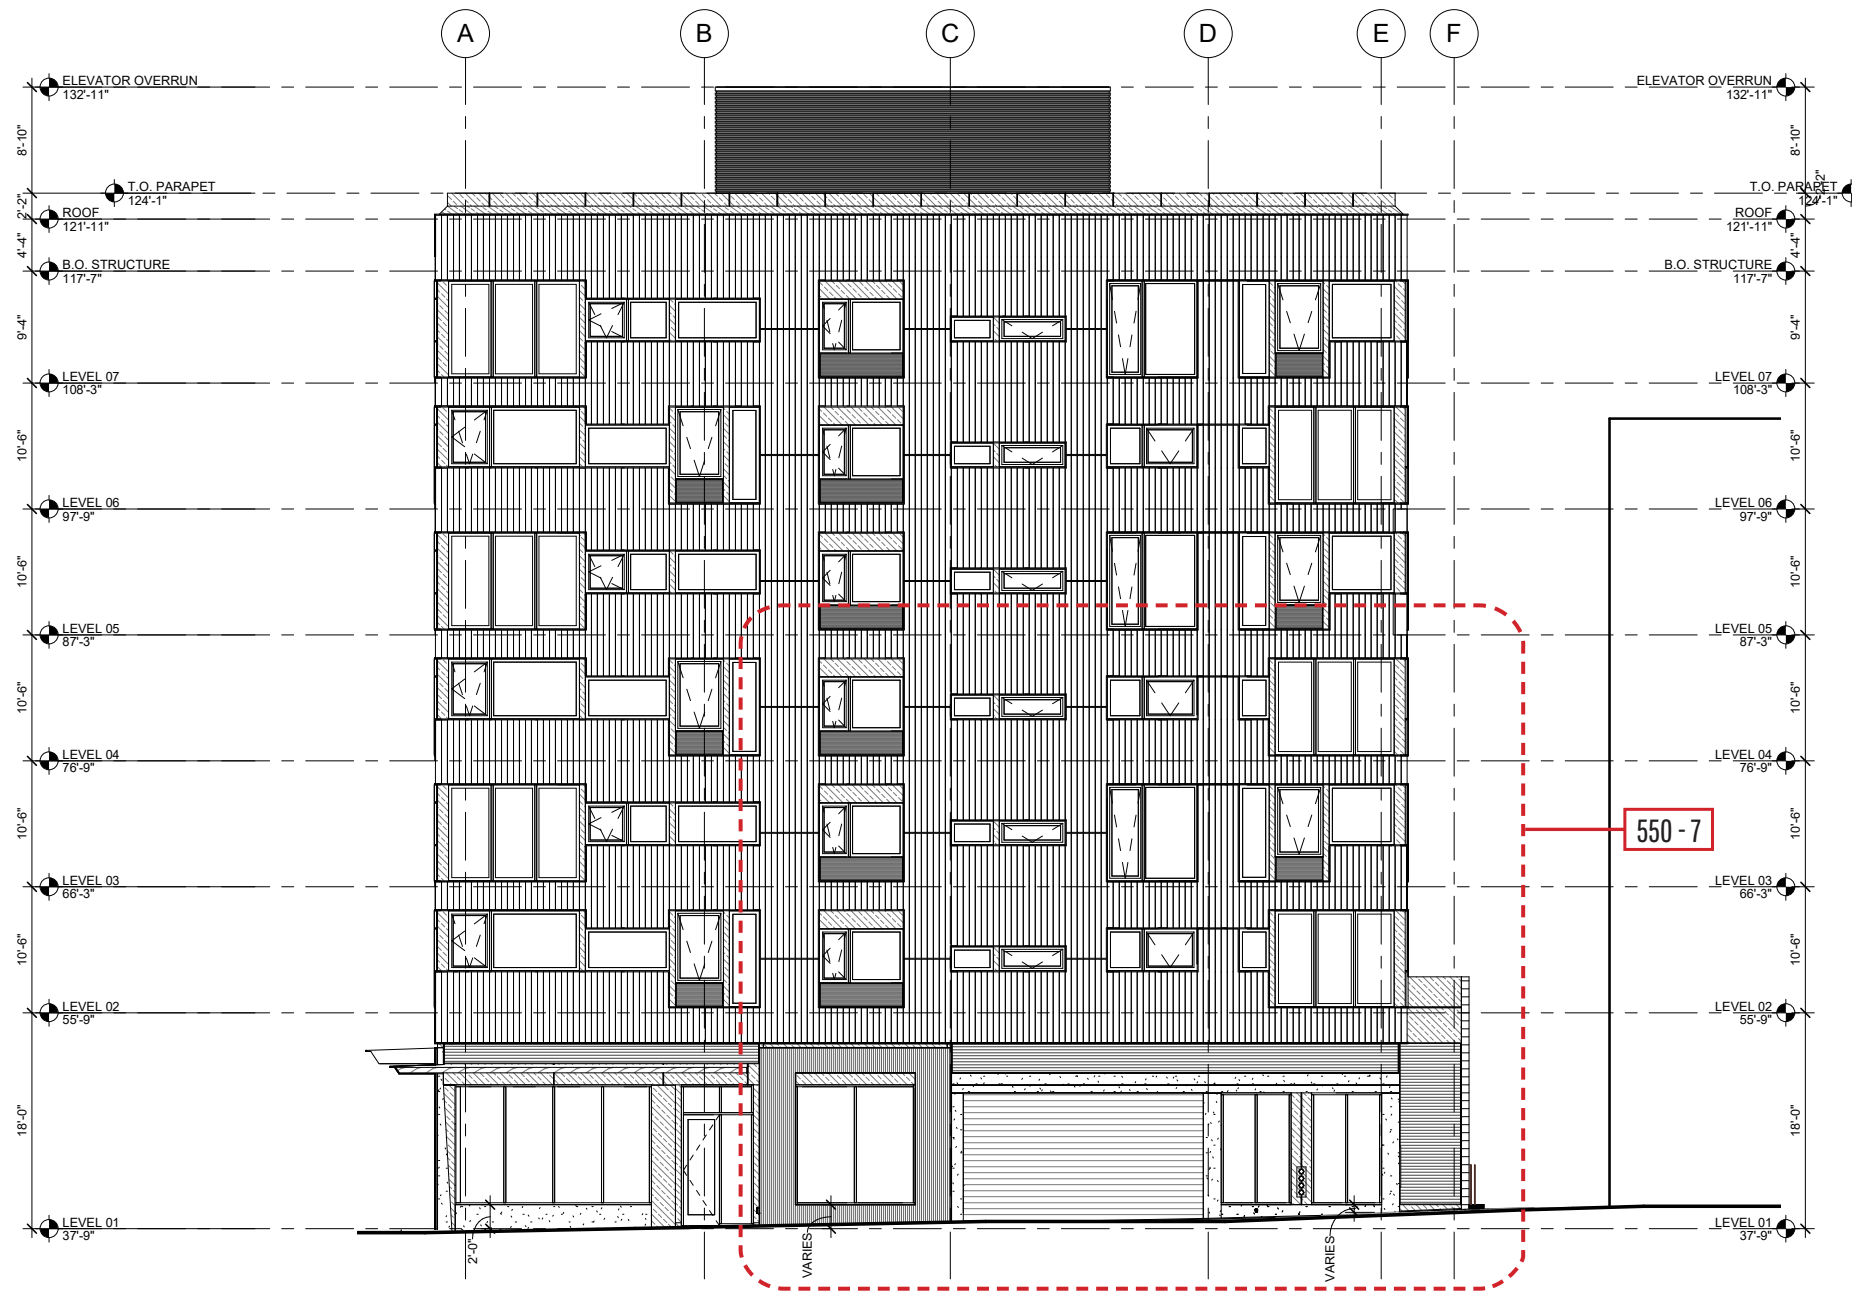 A B C D E F
ELEVATOR OVERRUN
132'-11"
8'-10"
T.O. PARAPET
124'-1"
2'-2"
ROOF
121'-11"
4'-4"
B.O. STRUCTURE
117'-7"
9'-4"
LEVEL 07
108'-3"
10'-6"
LEVEL 06
97'-9"
10'-6"
LEVEL 05
87'-3"
10'-6"
LEVEL 04
76'-9"
10'-6"
LEVEL 03
66'-3"
10'-6"
LEVEL 02
55'-9"
18'-0"
LEVEL 01
37'-9"
2'-0"
VARIES
VARIES
ELEVATOR OVERRUN
132'-11"
8'-10"
T.O. PARAPET
124'-1"
2'-2"
ROOF
121'-11"
4'-4"
B.O. STRUCTURE
117'-7"
9'-4"
LEVEL 07
108'-3"
10'-6"
LEVEL 06
97'-9"
10'-6"
LEVEL 05
87'-3"
10'-6"
LEVEL 04
76'-9"
10'-6"
550 - 7
LEVEL 03
66'-3"
10'-6"
LEVEL 02
55'-9"
18'-0"
LEVEL 01
37'-9"